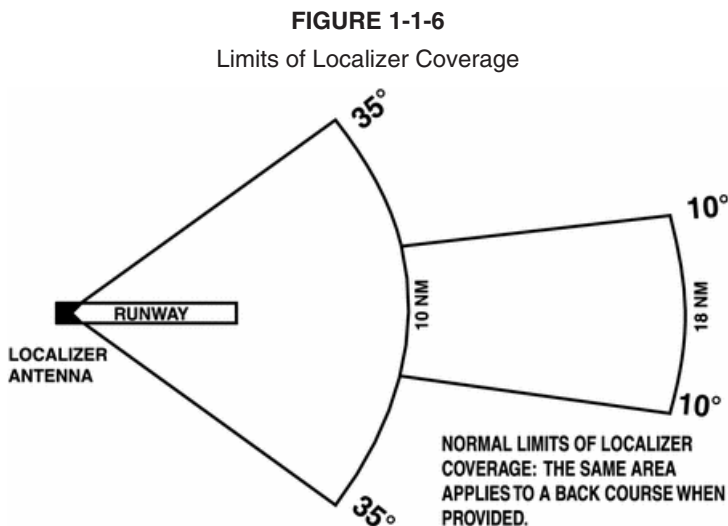 FIGURE 1-1-6
Limits of Localizer Coverage
35°
10°
RUNWAY
10 NM
18 NM
LOCALIZER
ANTENNA
10°
NORMAL LIMITS OF LOCALIZER
COVERAGE: THE SAME AREA
APPLIES TO A BACK COURSE WHEN
PROVIDED.
35°